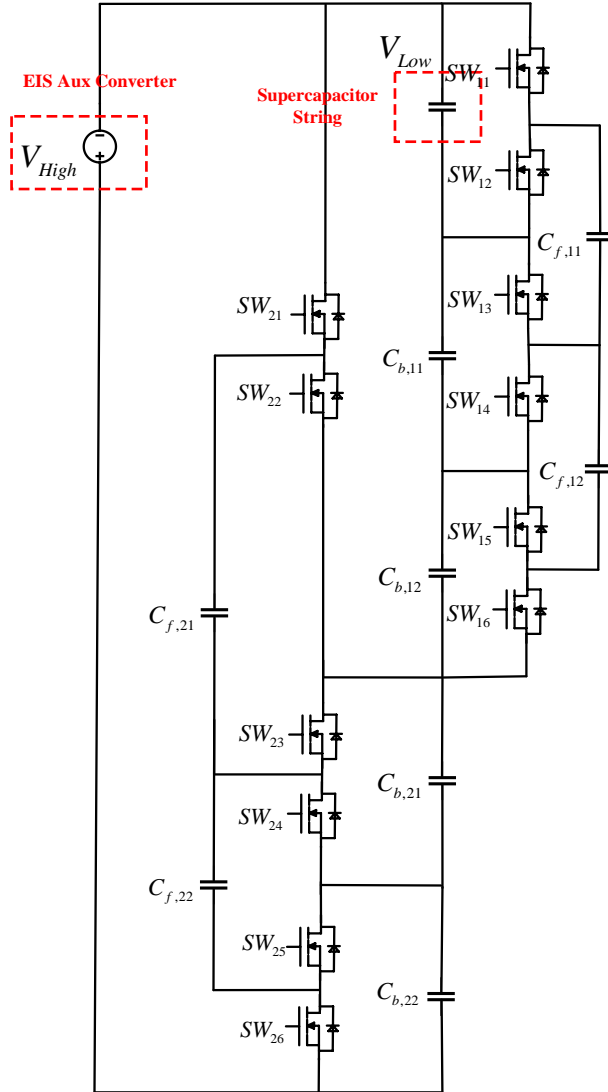 V_Low
SW_11
EIS Aux Converter
Supercapacitor
String
V_High
SW_12
C_f,11
SW_13
SW_21
C_b,11
SW_22
SW_14
C_f,12
SW_15
C_b,12
SW_16
C_f,21
SW_23
C_b,21
SW_24
C_f,22
SW_25
C_b,22
SW_26